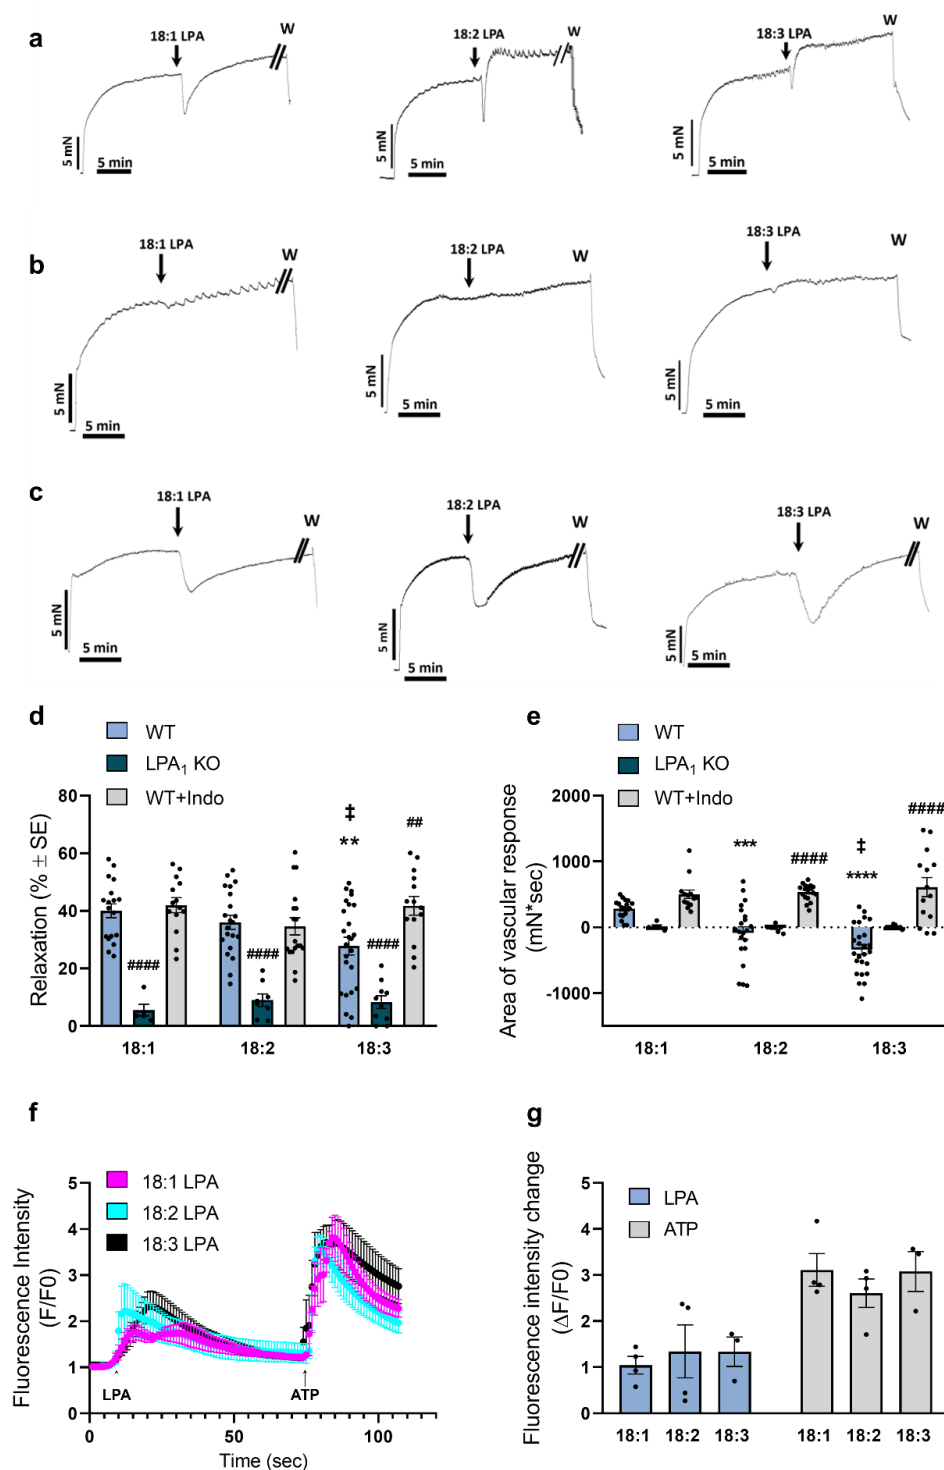 a
18:1 LPA
W
18:2 LPA
W
18:3 LPA
W
5 mN
5 min
5 mN
5 min
5 mN
5 min
b
18:1 LPA
W
18:2 LPA
W
18:3 LPA
W
5 mN
5 min
5 mN
5 min
5 mN
5 min
c
18:1 LPA
W
18:2 LPA
W
18:3 LPA
W
5 mN
5 min
5 mN
5 min
5 mN
5 min
d
WT
LPA₁ KO
WT+Indo
Relaxation (% ± SE)
80
60
40
20
0
####
####
‡
**
####
##
18:1
18:2
18:3
e
WT
LPA₁ KO
WT+Indo
Area of vascular response
(mN*sec)
2000
1000
0
-1000
***
####
‡
****
####
18:1
18:2
18:3
f
18:1 LPA
18:2 LPA
18:3 LPA
Fluorescence Intensity
(F/F0)
5
4
3
2
1
0
LPA
ATP
0
50
100
Time (sec)
g
LPA
ATP
Fluorescence intensity change
(ΔF/F0)
5
4
3
2
1
0
18:1
18:2
18:3
18:1
18:2
18:3